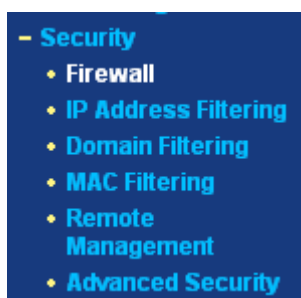 – Security
• Firewall
• IP Address Filtering
• Domain Filtering
• MAC Filtering
• Remote
Management
• Advanced Security